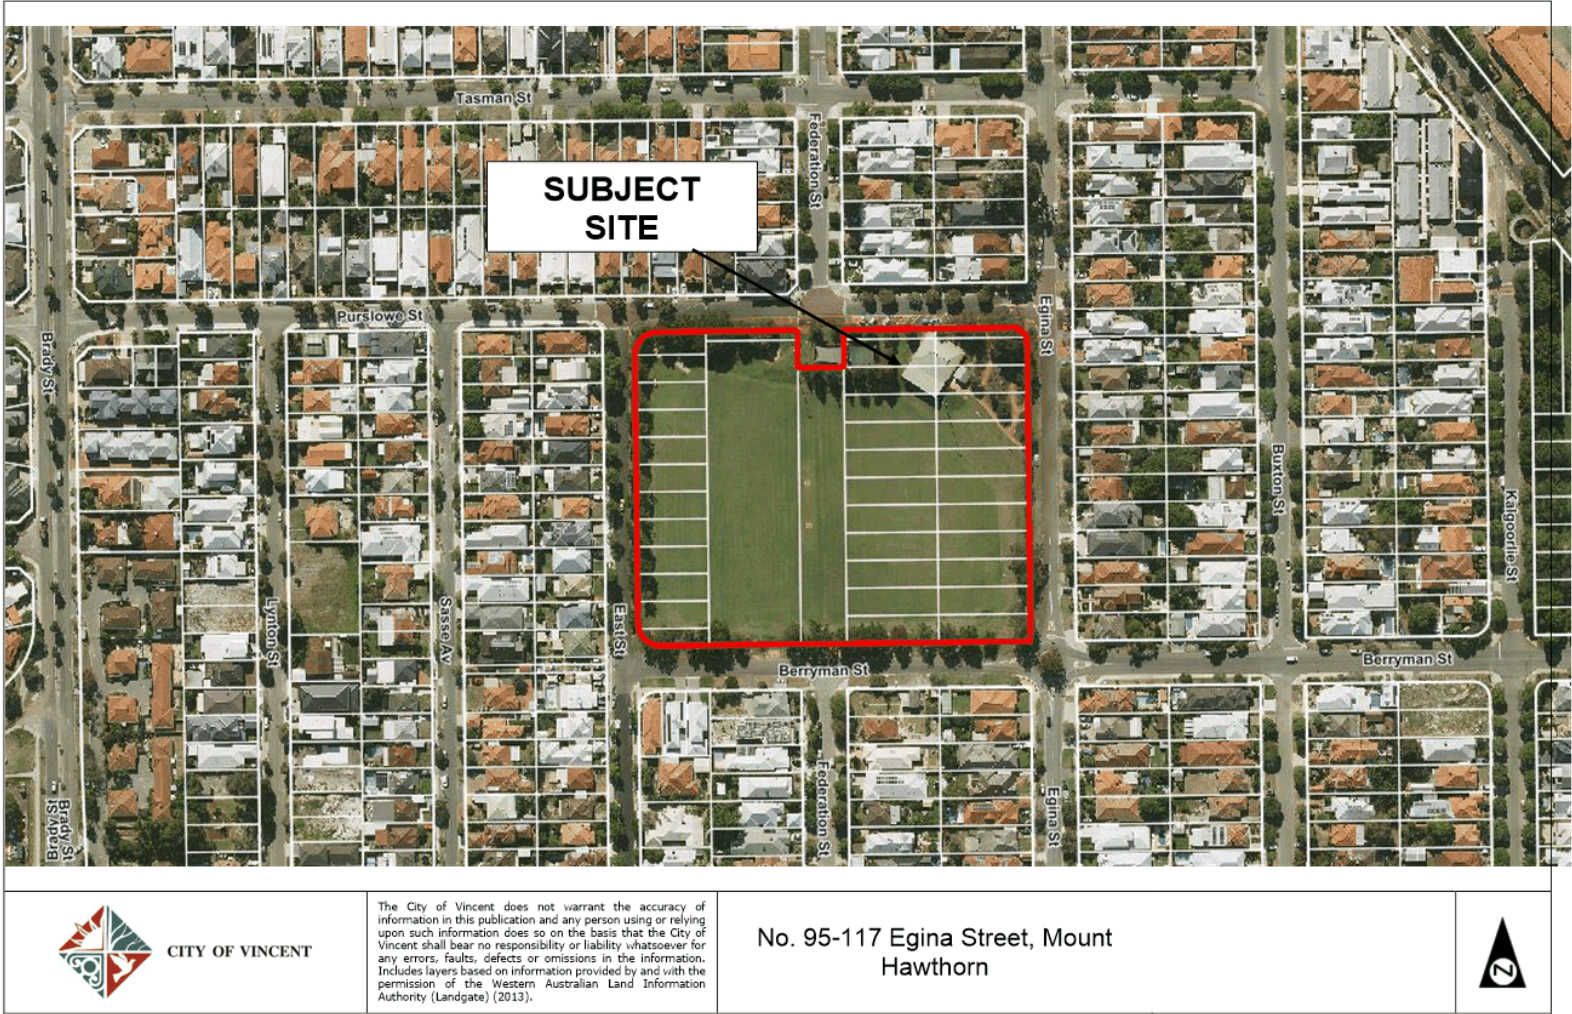 Tasman St
Federation St
SUBJECT
SITE
Purslowe St
Egina St
Brady St
Buxton St
Kalgoorlie St
Lynton St
Sasse Av
East St
Berryman St
Berryman St
Federation St
Egina St
Brady St
Brady St
CITY OF VINCENT
The City of Vincent does not warrant the accuracy of
information in this publication and any person using or relying
upon such information does so on the basis that the City of
Vincent shall bear no responsibility or liability whatsoever for
any errors, faults, defects or omissions in the information.
Includes layers based on information provided by and with the
permission of the Western Australian Land Information
Authority (Landgate) (2013).
No. 95-117 Egina Street, Mount
Hawthorn
N